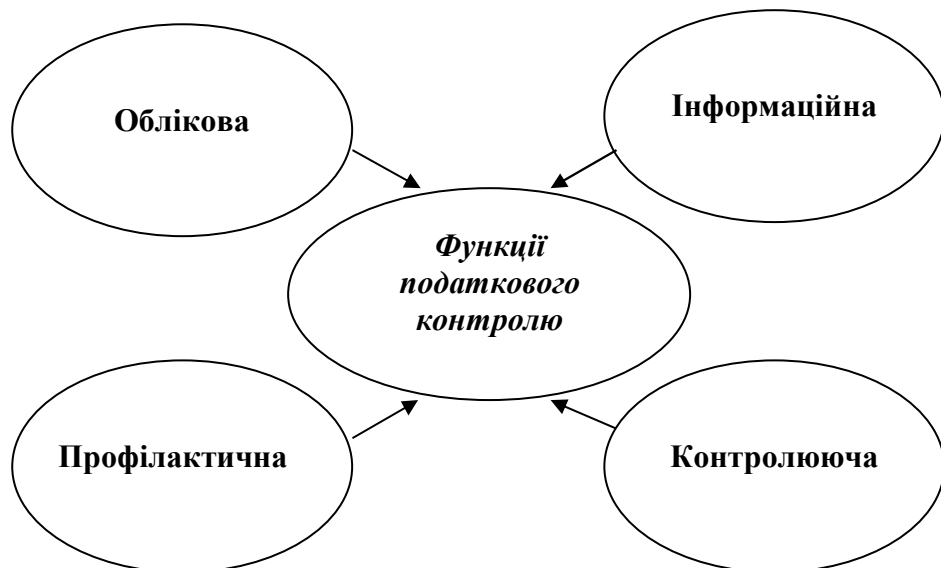 Облікова
Інформаційна
Функції
податкового
контролю
Профілактична
Контролююча